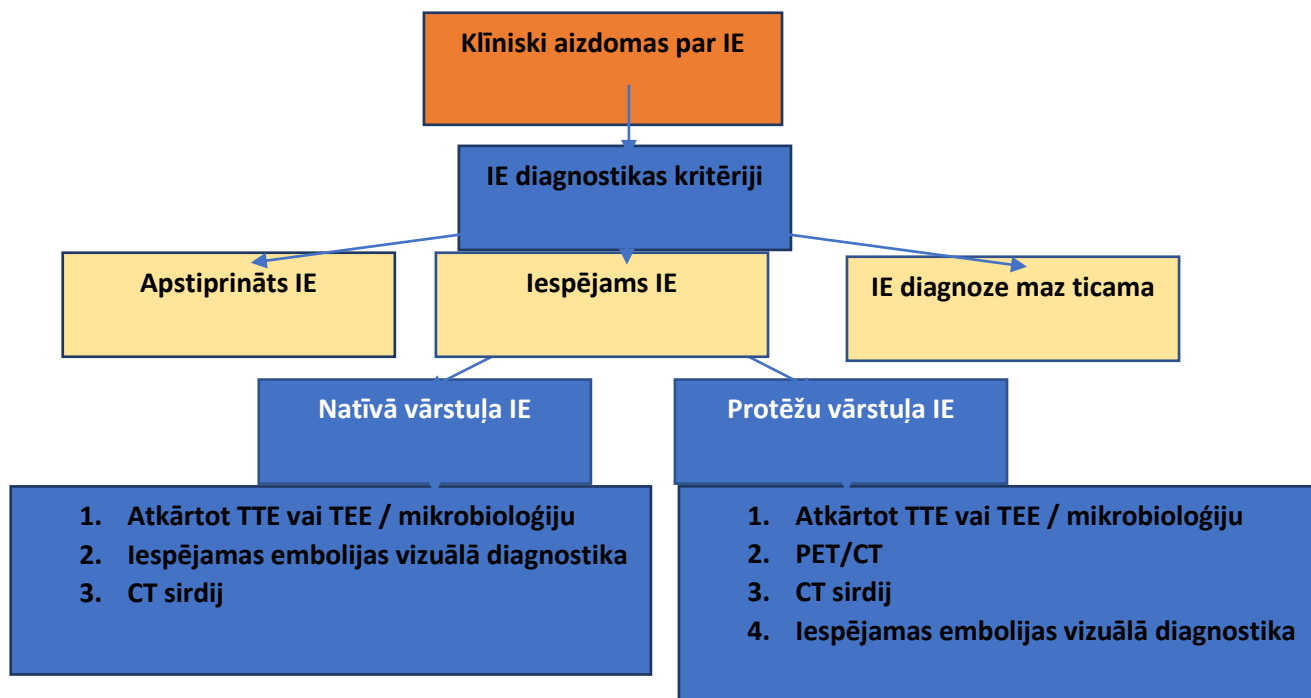 Klīniski aizdomas par IE
IE diagnostikas kritēriji
Apstiprināts IE
Iespējams IE
IE diagnoze maz ticama
Natīvā vārstuļa IE
Protēžu vārstuļa IE
1. Atkārtot TTE vai TEE / mikrobioloģiju
2. Iespējamas embolijas vizuālā diagnostika
3. CT sirdij
1. Atkārtot TTE vai TEE / mikrobioloģiju
2. PET/CT
3. CT sirdij
4. Iespējamas embolijas vizuālā diagnostika